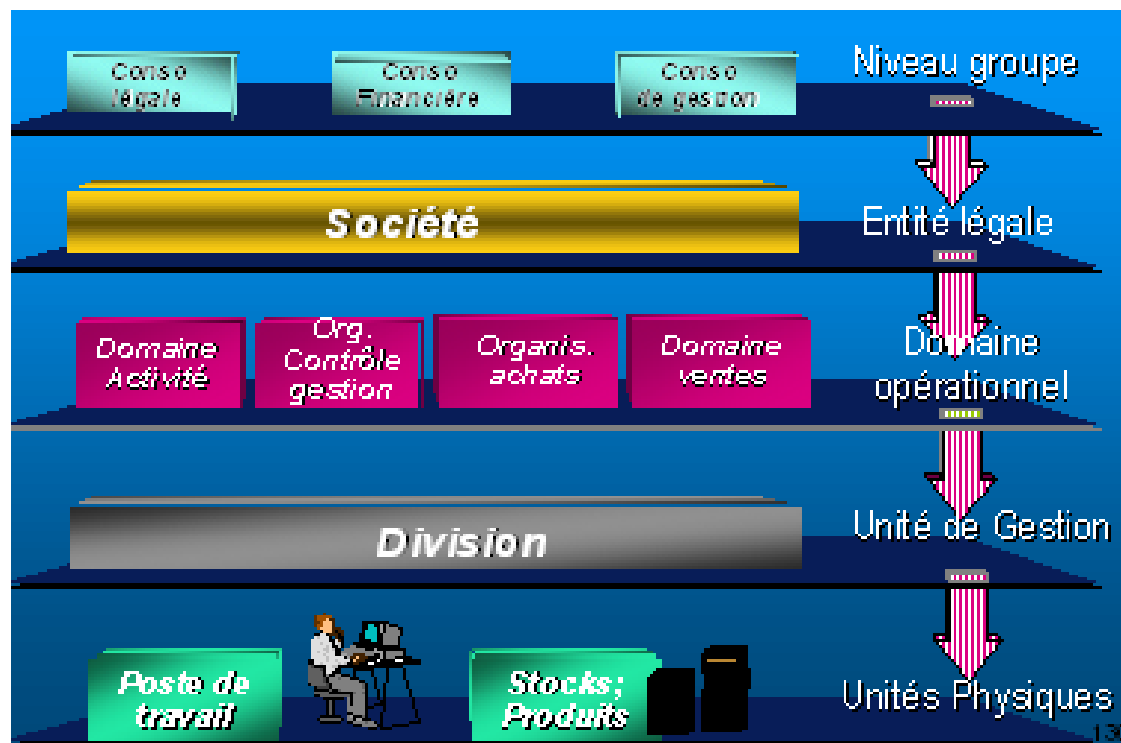 Conso
légale
Conso
Financière
Conso
de gestion
Niveau groupe
Société
Entité légale
Domaine
Activité
Org.
Contrôle
gestion
Organis.
achats
Domaine
ventes
Domaine
opérationnel
Division
Unité de Gestion
Poste de
travail
Stocks;
Produits
Unités Physiques